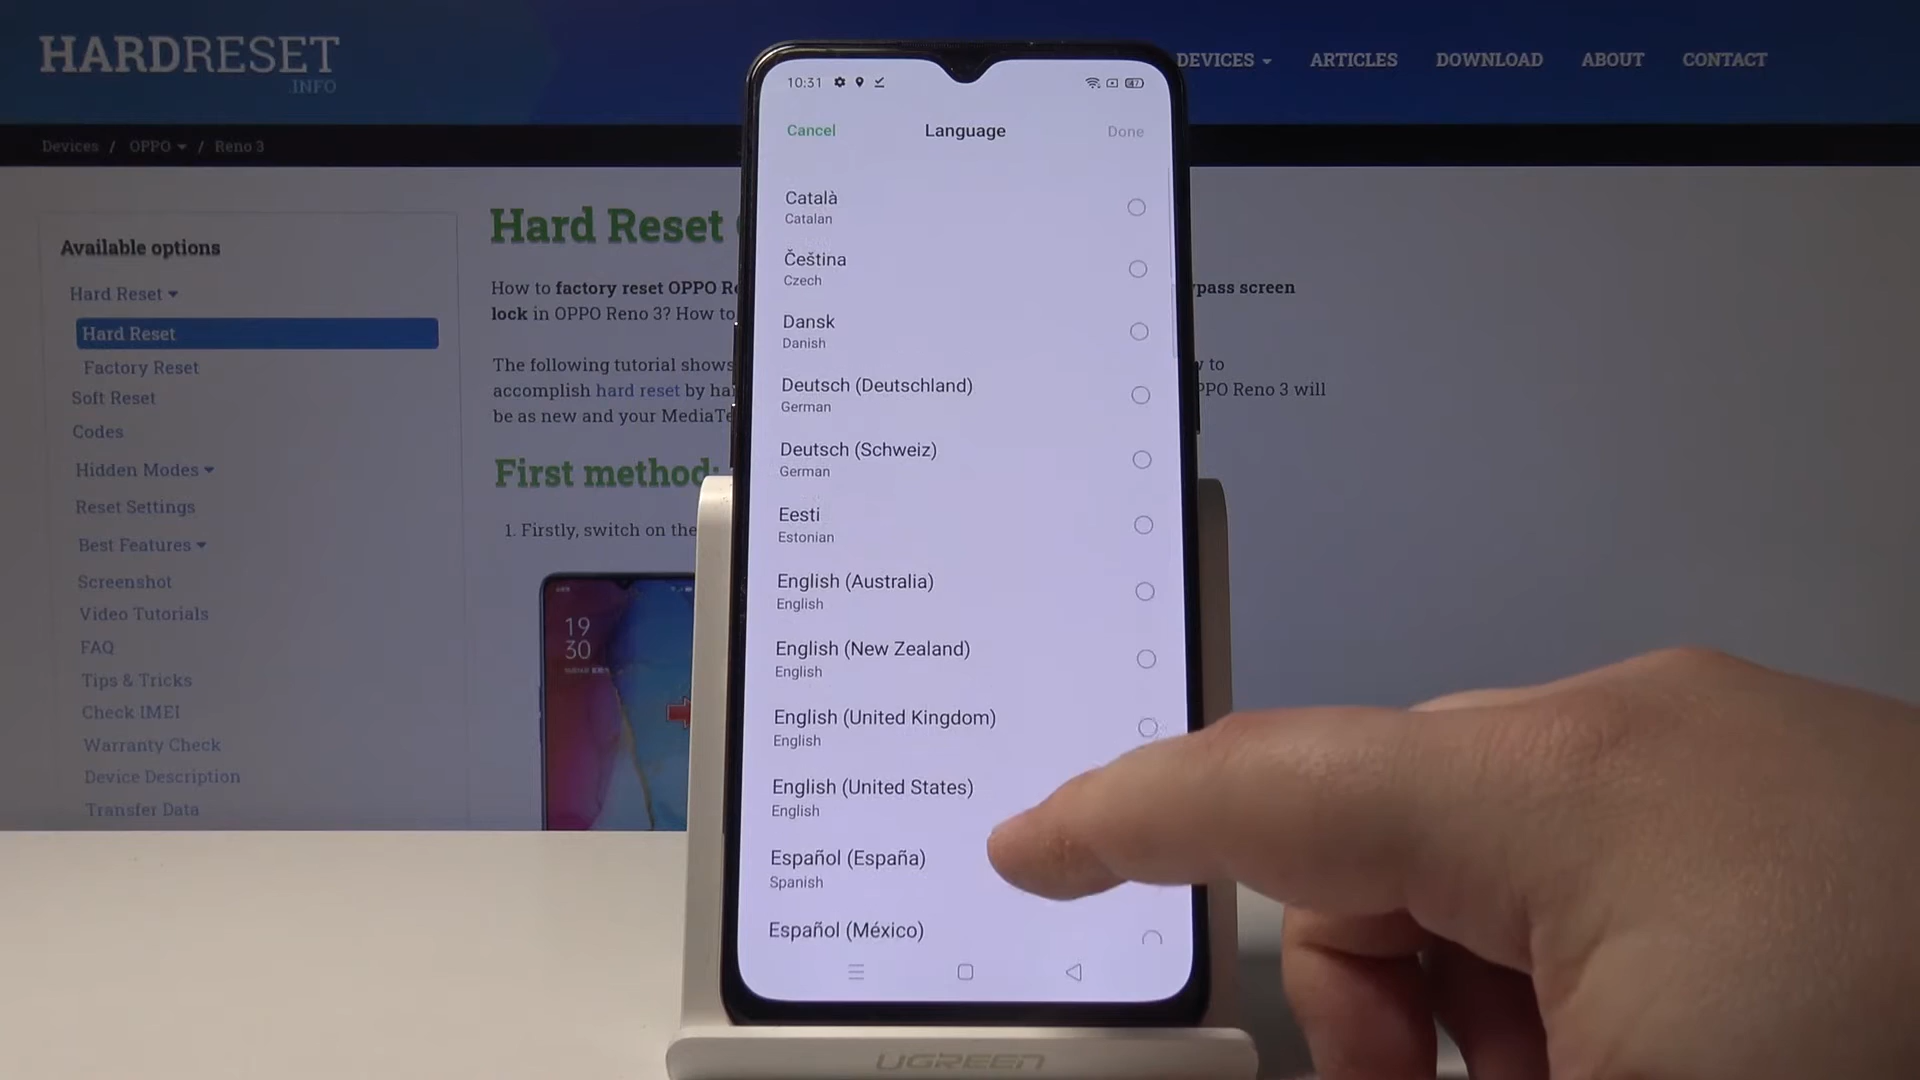 HARDRESET
.INFO
DEVICES
ARTICLES
DOWNLOAD
ABOUT
CONTACT
Devices / OPPO / Reno 3
Available options
Hard Reset
Hard Reset
Factory Reset
Soft Reset
Codes
Hidden Modes
Reset Settings
Best Features
Screenshot
Video Tutorials
FAQ
Tips & Tricks
Check IMEI
Warranty Check
Device Description
Transfer Data
Hard Reset
How to factory reset OPPO
lock in OPPO Reno 3? How to
screen
The following tutorial shows
to
accomplish hard reset by
Reno 3 will
be as new and your
First method:
1. Firstly, switch on the
19
30
10:31
Cancel
Language
Done
Català
Catalan
Čeština
Czech
Dansk
Danish
Deutsch (Deutschland)
German
Deutsch (Schweiz)
German
Eesti
Estonian
English (Australia)
English
English (New Zealand)
English
English (United Kingdom)
English
English (United States)
English
Español (España)
Spanish
Español (México)
UGREEN